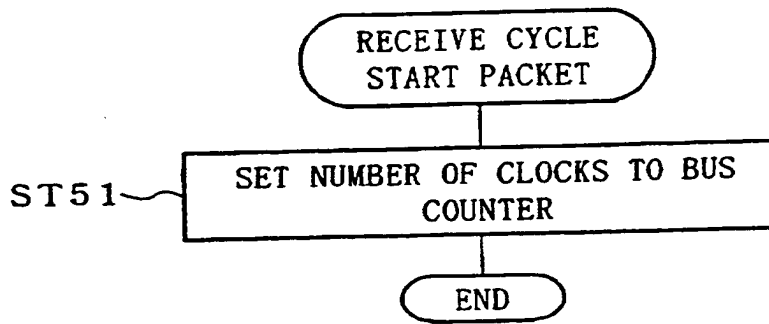 RECEIVE CYCLE
START PACKET
ST51
SET NUMBER OF CLOCKS TO BUS
COUNTER
END